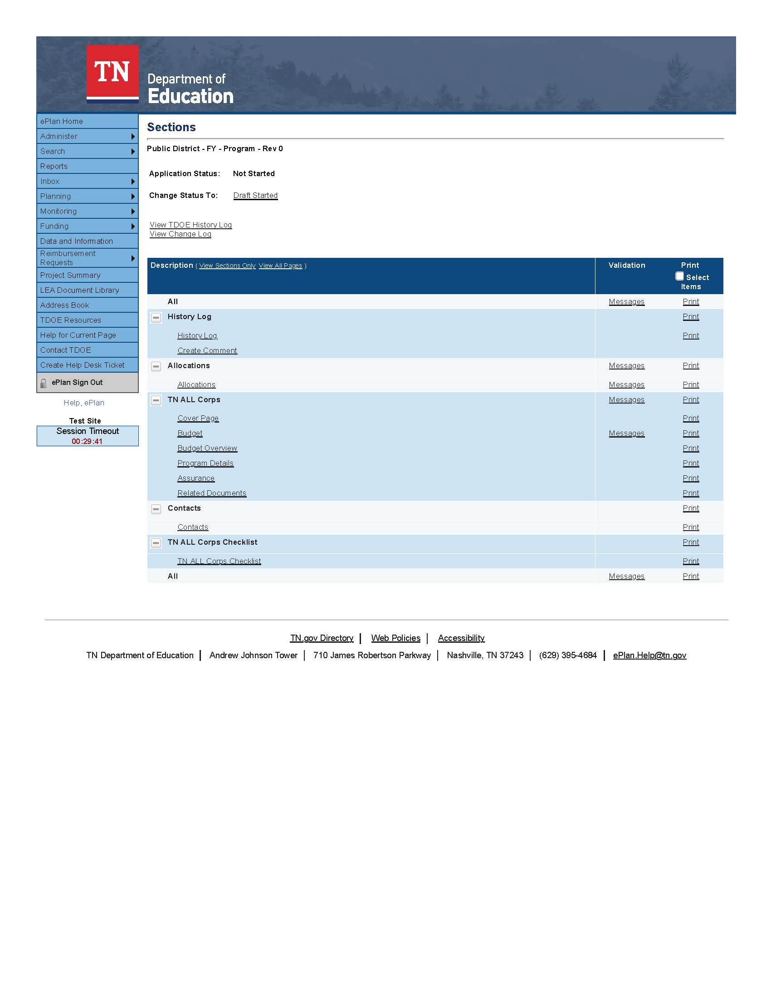 TN
Department of
Education
ePlan Home
Administer
Search
Reports
Inbox
Planning
Monitoring
Funding
Data and Information
Reimbursement
Requests
Project Summary
LEA Document Library
Address Book
TDOE Resources
Help for Current Page
Contact TDOE
Create Help Desk Ticket
ePlan Sign Out
Help, ePlan
Test Site
Session Timeout
00:29:41
Sections
Public District - FY - Program - Rev 0
Application Status: Not Started
Change Status To: Draft Started
View TDOE History Log
View Change Log
Description ( View Sections Only View All Pages ) Validation Print
Select
Items
All Messages Print
History Log Print
History Log Print
Create Comment
Allocations Messages Print
Allocations Messages Print
TN ALL Corps Messages Print
Cover Page Print
Budget Messages Print
Budget Overview Print
Program Details Print
Assurance Print
Related Documents Print
Contacts Print
Contacts Print
TN ALL Corps Checklist Print
TN ALL Corps Checklist Print
All Messages Print
TN.gov Directory | Web Policies | Accessibility
TN Department of Education | Andrew Johnson Tower | 710 James Robertson Parkway | Nashville, TN 37243 | (629) 395-4684 | ePlan.Help@tn.gov